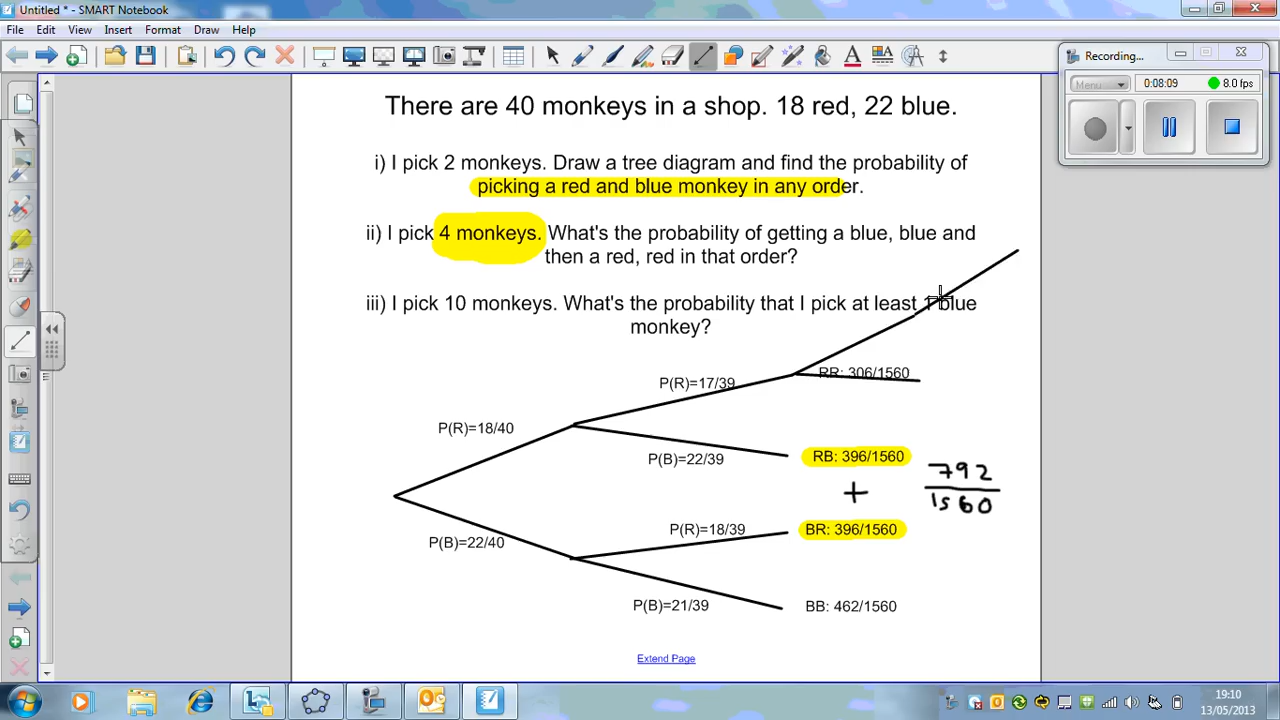 Untitled * - SMART Notebook
File Edit View Insert Format Draw Help
Recording...
Menu
00:08:09
8.0 fps
There are 40 monkeys in a shop. 18 red, 22 blue.
i) I pick 2 monkeys. Draw a tree diagram and find the probability of
picking a red and blue monkey in any order.
ii) I pick 4 monkeys. What's the probability of getting a blue, blue and
then a red, red in that order?
iii) I pick 10 monkeys. What's the probability that I pick at least 1 blue
monkey?
P(R)=17/39
RR: 306/1560
P(R)=18/40
P(B)=22/39
RB: 396/1560
792
+
1560
P(R)=18/39
BR: 396/1560
P(B)=22/40
P(B)=21/39
BB: 462/1560
Extend Page
19:10
13/05/2013